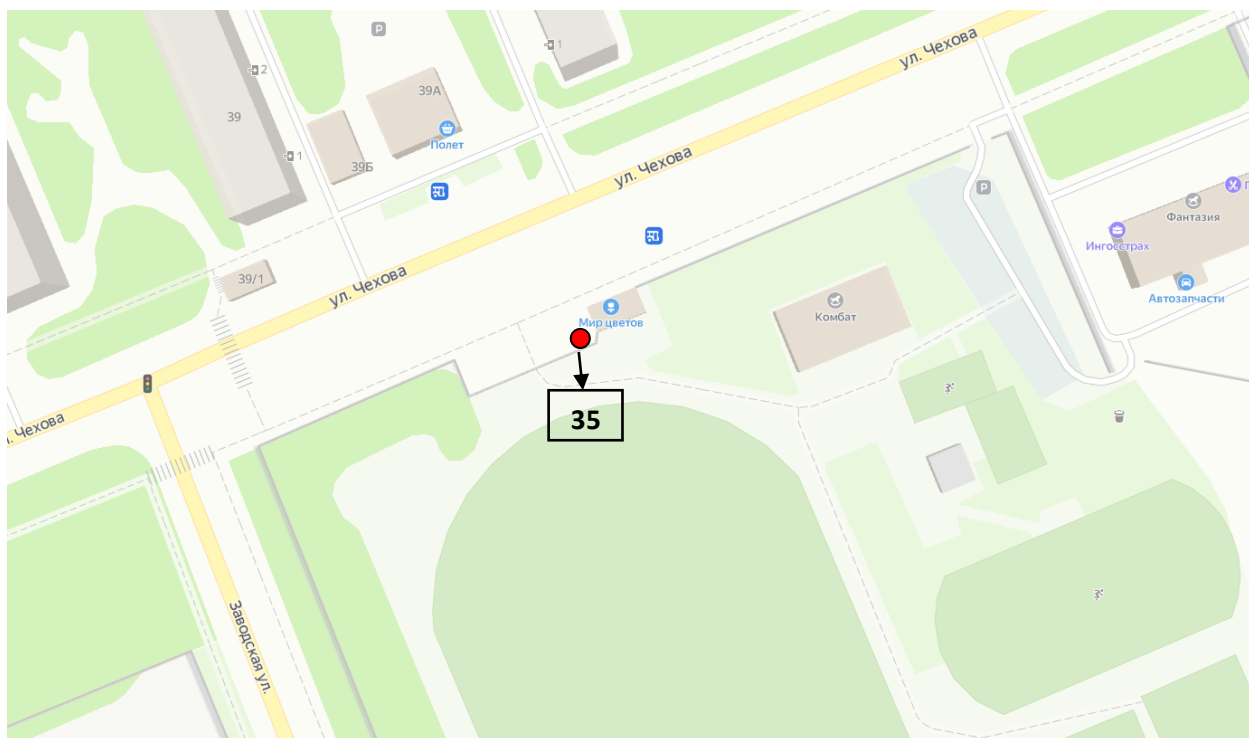 ул. Чехова
P
1
2
39А
39
Полет
1
39Б
ул. Чехова
P
Фантазия
Ингосстрах
39/1
ул. Чехова
Автозапчасти
Мир цветов
Комбат
35
Чехова
Заводская ул.